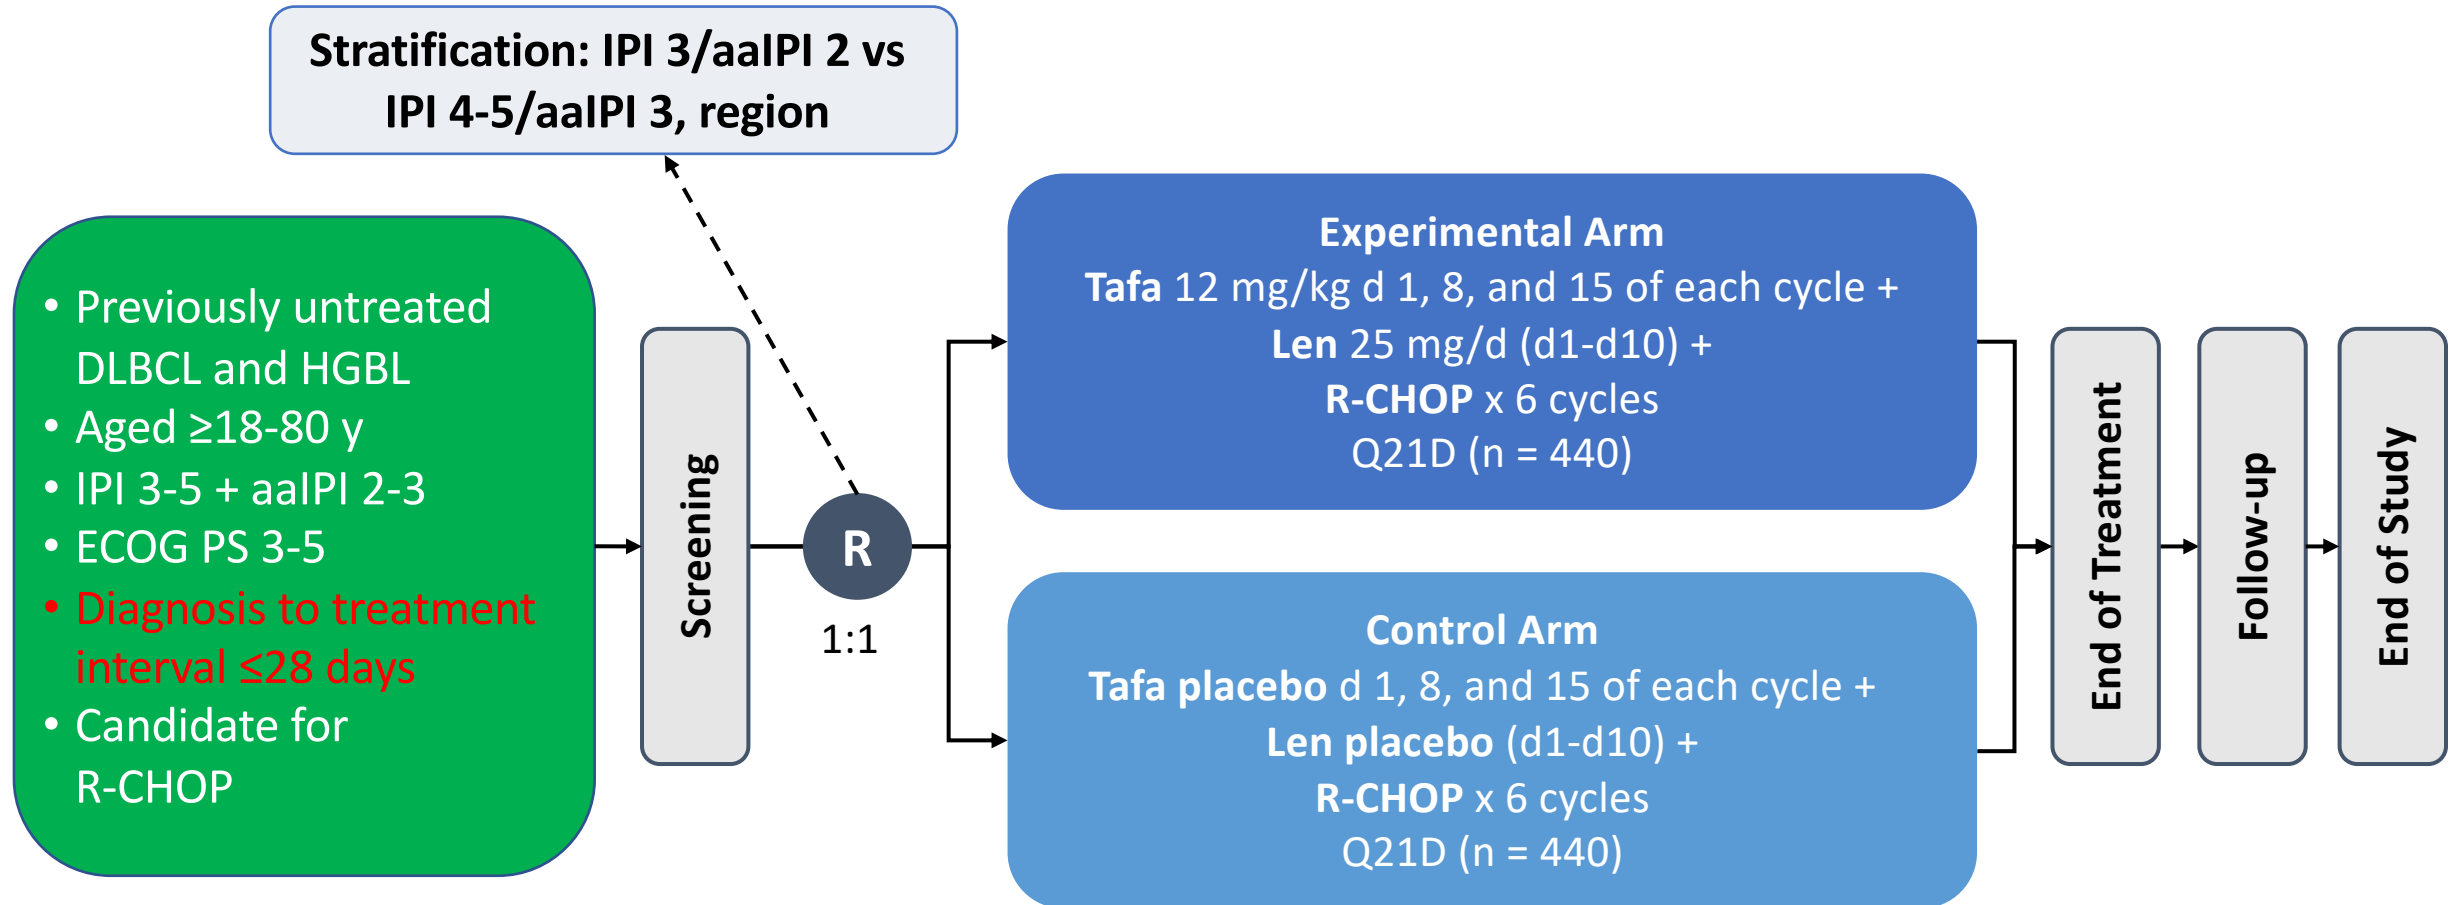 Stratification: IPI 3/aaIPI 2 vs
IPI 4-5/aaIPI 3, region
• Previously untreated
DLBCL and HGBL
• Aged ≥18-80 y
• IPI 3-5 + aaIPI 2-3
• ECOG PS 3-5
• Diagnosis to treatment
interval ≤28 days
• Candidate for
R-CHOP
Screening
R
1:1
Experimental Arm
Tafa 12 mg/kg d 1, 8, and 15 of each cycle +
Len 25 mg/d (d1-d10) +
R-CHOP x 6 cycles
Q21D (n = 440)
Control Arm
Tafa placebo d 1, 8, and 15 of each cycle +
Len placebo (d1-d10) +
R-CHOP x 6 cycles
Q21D (n = 440)
End of Treatment
Follow-up
End of Study